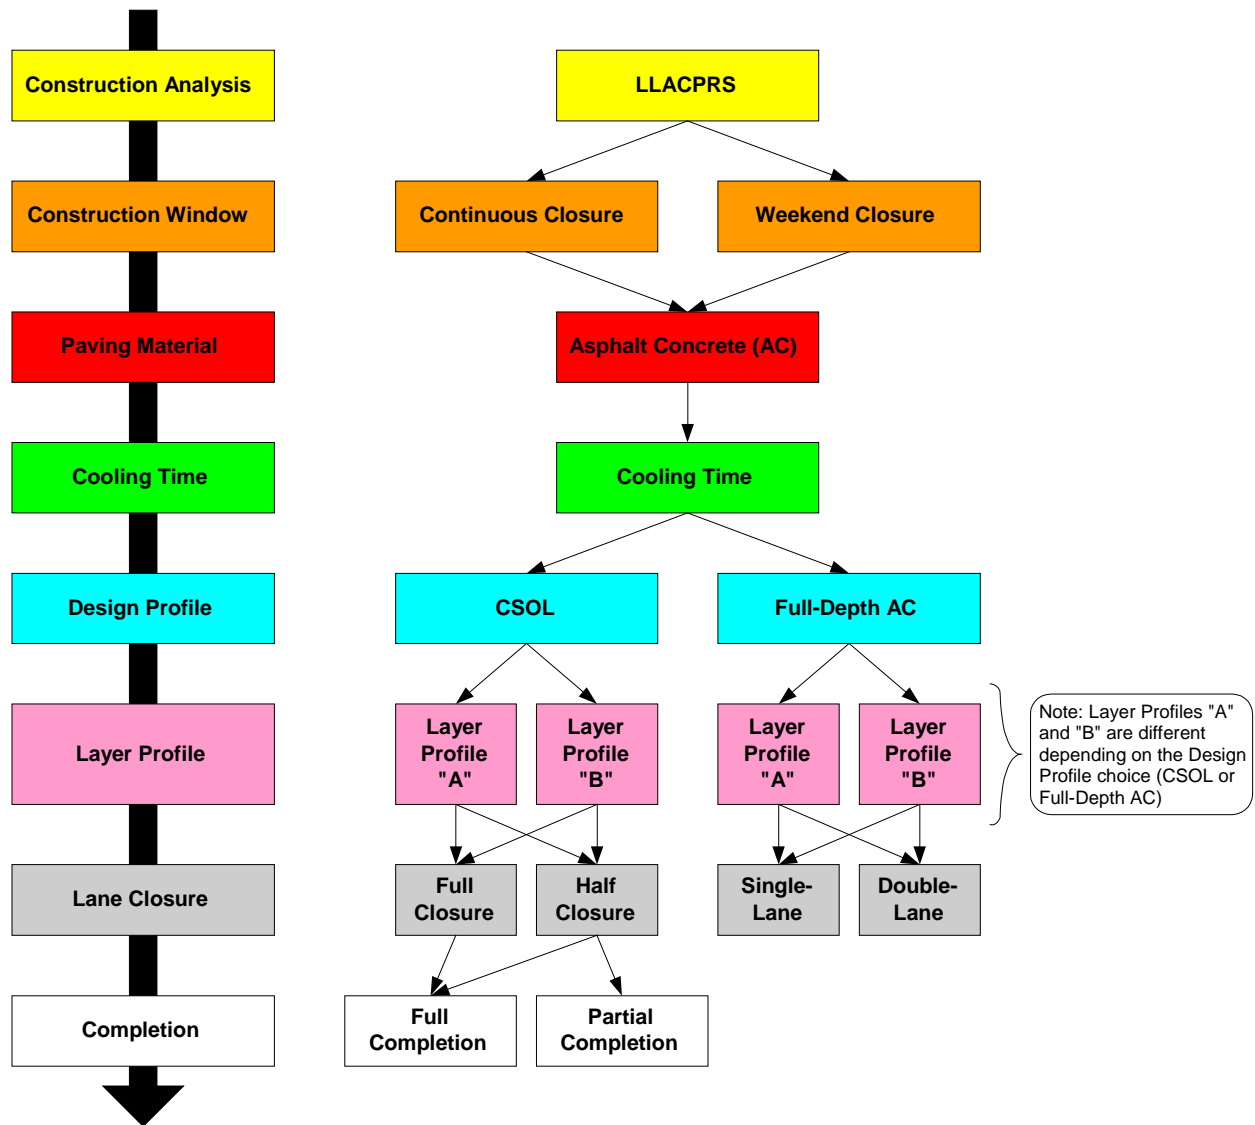 Construction Analysis
LLACPRS
Construction Window
Continuous Closure
Weekend Closure
Paving Material
Asphalt Concrete (AC)
Cooling Time
Cooling Time
Design Profile
CSOL
Full-Depth AC
Layer Profile
Layer
Profile
"A"
Layer
Profile
"B"
Layer
Profile
"A"
Layer
Profile
"B"
Note: Layer Profiles "A"
and "B" are different
depending on the Design
Profile choice (CSOL or
Full-Depth AC)
Lane Closure
Full
Closure
Half
Closure
Single-
Lane
Double-
Lane
Completion
Full
Completion
Partial
Completion